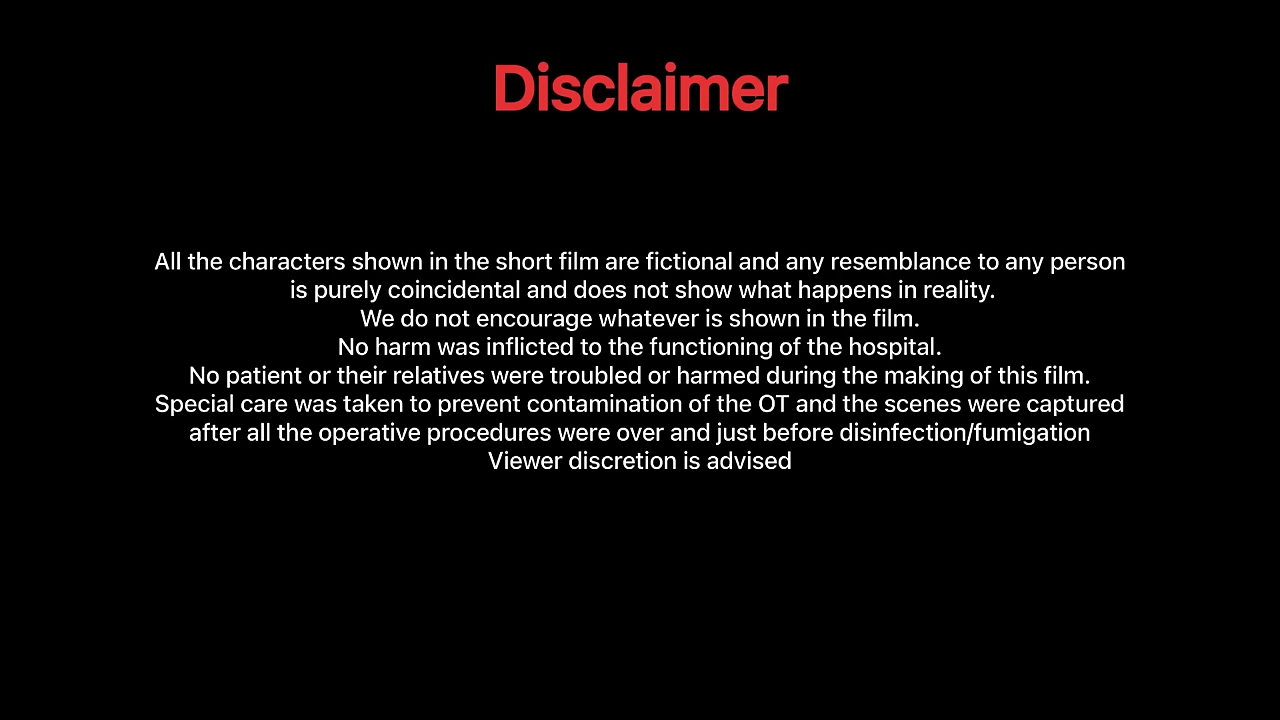 Disclaimer
All the characters shown in the short film are fictional and any resemblance to any person
is purely coincidental and does not show what happens in reality.
We do not encourage whatever is shown in the film.
No harm was inflicted to the functioning of the hospital.
No patient or their relatives were troubled or harmed during the making of this film.
Special care was taken to prevent contamination of the OT and the scenes were captured
after all the operative procedures were over and just before disinfection/fumigation
Viewer discretion is advised